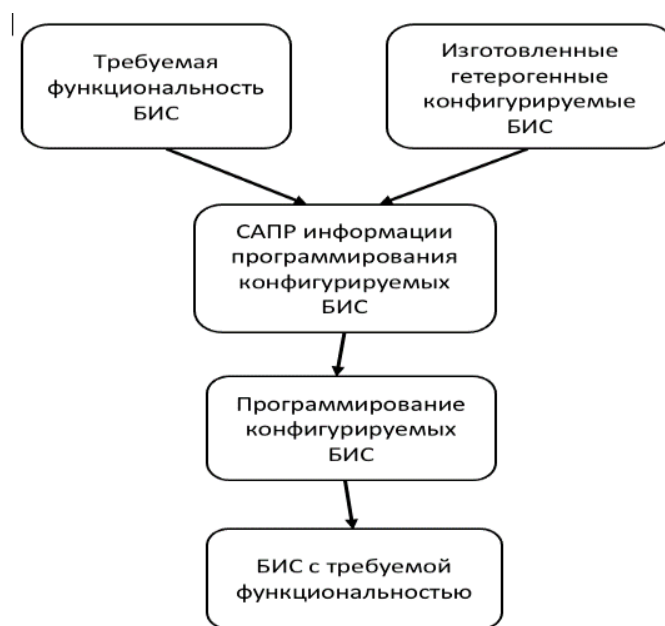 Требуемая
функциональность
БИС
Изготовленные
гетерогенные
конфигурируемые
БИС
САПР информации
программирования
конфигурируемых
БИС
Программирование
конфигурируемых
БИС
БИС с требуемой
функциональностью